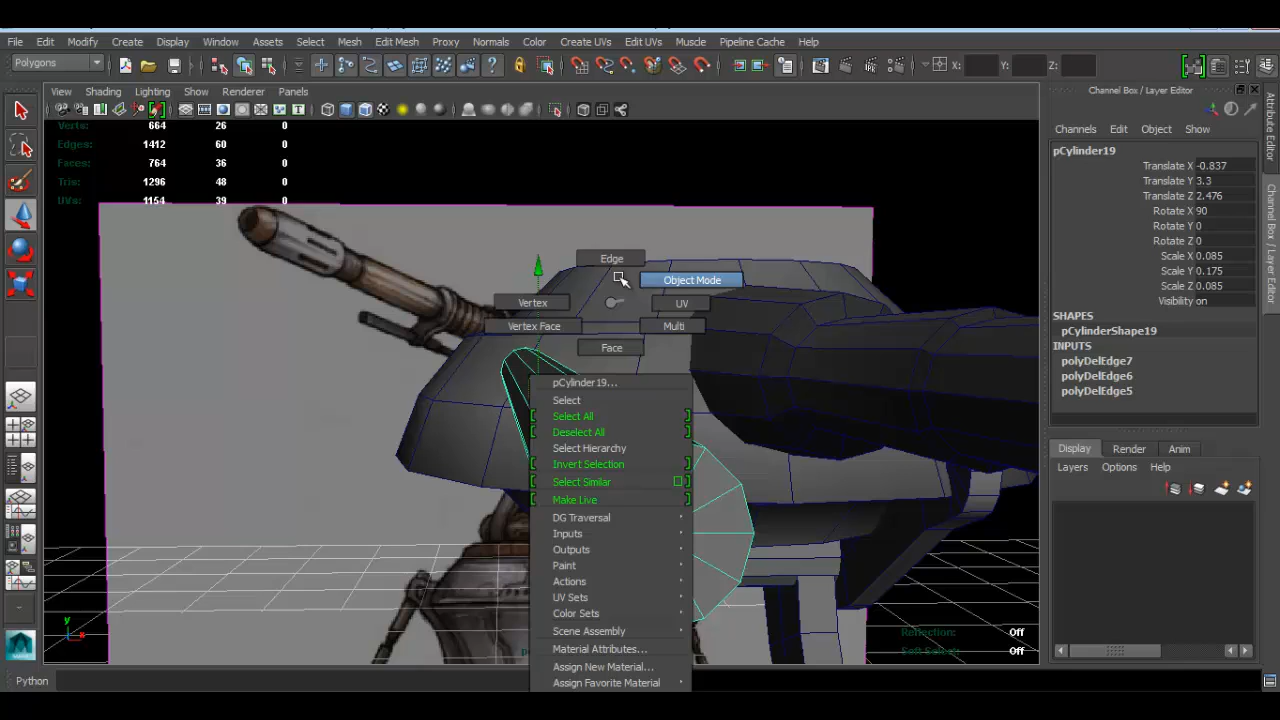 File Edit Modify Create Display Window Assets Select Mesh Edit Mesh Proxy Normals Color Create UVs Edit UVs Muscle Pipeline Cache Help
Polygons X: Y: Z:
View Shading Lighting Show Renderer Panels
Channel Box / Layer Editor
Channels Edit Object Show
Verts: 664 26 0
Edges: 1412 60 0
Faces: 764 36 0
Tris: 1296 48 0
UVs: 1154 39 0
Edge
Object Mode
Vertex UV
Vertex Face Multi
Face
pCylinder19...
Select
Select All
Deselect All
Select Hierarchy
Invert Selection
Select Similar
Make Live
DG Traversal
Inputs
Outputs
Paint
Actions
UV Sets
Color Sets
Scene Assembly
Material Attributes...
Assign New Material...
Assign Favorite Material
pCylinder19
Translate X -0.837
Translate Y 3.3
Translate Z 2.476
Rotate X 90
Rotate Y 0
Rotate Z 0
Scale X 0.085
Scale Y 0.175
Scale Z 0.085
Visibility on
SHAPES
pCylinderShape19
INPUTS
polyDelEdge7
polyDelEdge6
polyDelEdge5
Display Render Anim
Layers Options Help
Attribute Editor
Channel Box / Layer Editor
Reflection: Off
Soft Select: Off
y
x
Python